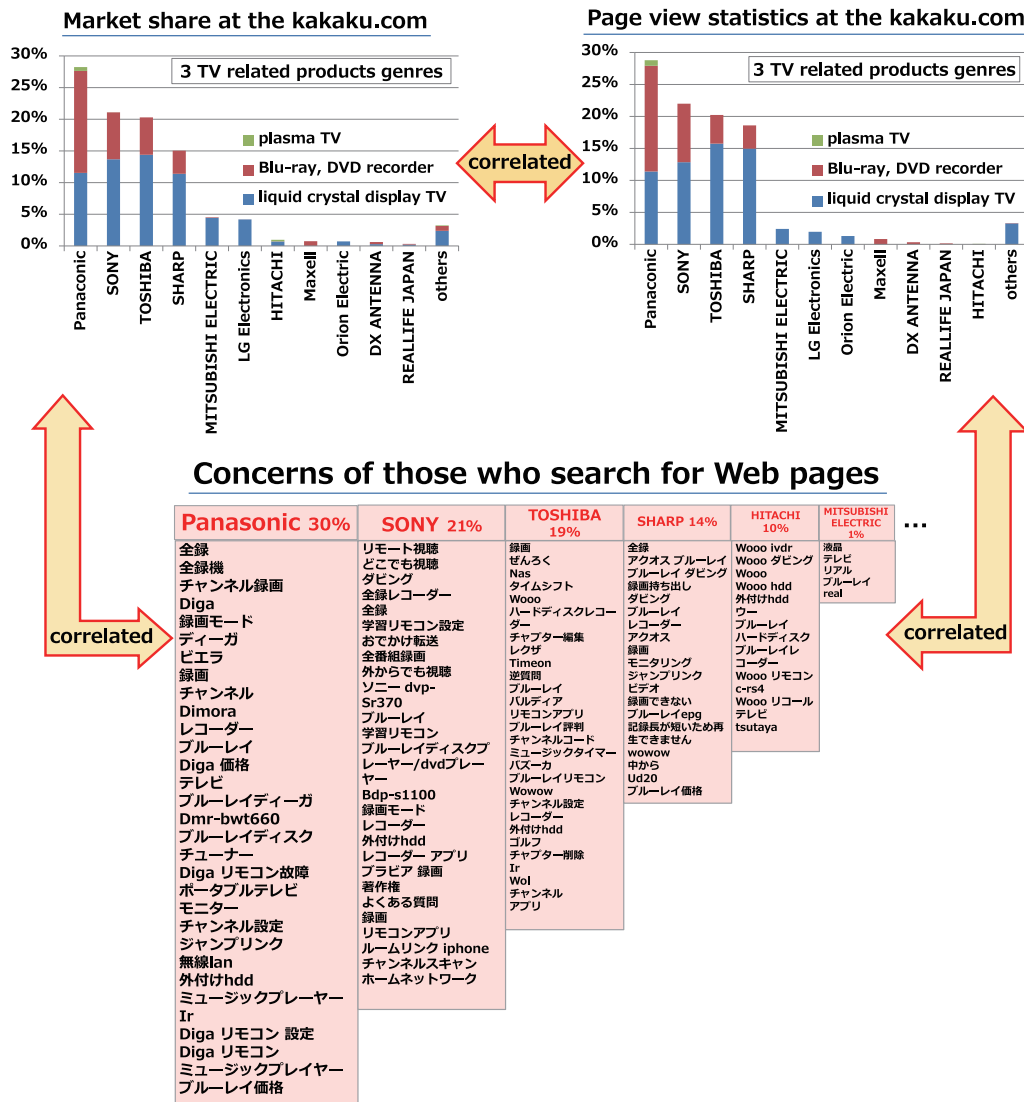 Market share at the kakaku.com
30%
25%
20%
15%
10%
5%
0%
3 TV related products genres
plasma TV
Blu-ray, DVD recorder
liquid crystal display TV
Panaconic
SONY
TOSHIBA
SHARP
MITSUBISHI ELECTRIC
LG Electronics
HITACHI
Maxell
Orion Electric
DX ANTENNA
REALLIFE JAPAN
others
correlated
Page view statistics at the kakaku.com
30%
25%
20%
15%
10%
5%
0%
3 TV related products genres
plasma TV
Blu-ray, DVD recorder
liquid crystal display TV
Panaconic
SONY
TOSHIBA
SHARP
MITSUBISHI ELECTRIC
LG Electronics
Orion Electric
Maxell
DX ANTENNA
REALLIFE JAPAN
HITACHI
others
correlated
correlated
Concerns of those who search for Web pages
Panasonic 30%
全録
全録機
チャンネル録画
Diga
録画モード
ディーガ
ビエラ
録画
チャンネル
Dimora
レコーダー
ブルーレイ
Diga 価格
テレビ
ブルーレイディーガ
Dmr-bwt660
ブルーレイディスク
チューナー
Diga リモコン故障
ポータブルテレビ
モニター
チャンネル設定
ジャンプリンク
無線lan
外付けhdd
ミュージックプレーヤー
Ir
Diga リモコン 設定
Diga リモコン
ミュージックプレイヤー
ブルーレイ価格
SONY 21%
リモート視聴
どこでも視聴
ダビング
全録レコーダー
全録
学習リモコン設定
おでかけ転送
全番組録画
外からでも視聴
ソニー dvp-
Sr370
ブルーレイ
学習リモコン
ブルーレイディスクプ
レーヤー/dvdプレー
ヤー
Bdp-s1100
録画モード
レコーダー
外付けhdd
レコーダー アプリ
ブラビア 録画
著作権
よくある質問
録画
リモコンアプリ
ルームリンク iphone
チャンネルスキャン
ホームネットワーク
TOSHIBA
19%
録画
ぜんろく
Nas
タイムシフト
Wooo
ハードディスクレコー
ダー
チャプター編集
レクザ
Timeon
逆質問
ブルーレイ
バルディア
リモコンアプリ
ブルーレイ評判
チャンネルコード
ミュージックタイマー
バズーカ
ブルーレイリモコン
Wowow
チャンネル設定
レコーダー
外付けhdd
ゴルフ
チャプター削除
Ir
Wol
チャンネル
アプリ
SHARP 14%
全録
アクオス ブルーレイ
ブルーレイ ダビング
録画持ち出し
ダビング
ブルーレイ
レコーダー
アクオス
録画
モニタリング
ジャンプリンク
ビデオ
録画できない
ブルーレイepg
記録長が短いため再
生できません
wowow
中から
Ud20
ブルーレイ価格
HITACHI
10%
Wooo ivdr
Wooo ダビング
Wooo
Wooo hdd
外付けhdd
ウー
ブルーレイ
ハードディスク
ブルーレイレ
コーダー
Wooo リモコン
c-rs4
Wooo リコール
テレビ
tsutaya
MITSUBISHI
ELECTRIC
1%
液晶
テレビ
リアル
ブルーレイ
real
...